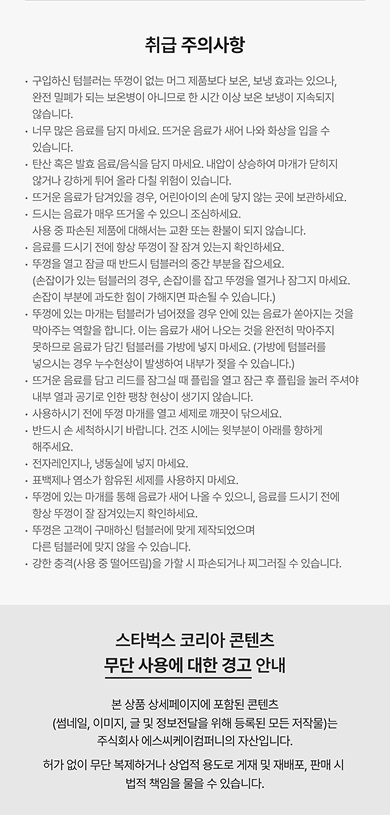 취급 주의사항
· 구입하신 텀블러는 뚜껑이 없는 머그 제품보다 보온, 보냉 효과는 있으나,
완전 밀폐가 되는 보온병이 아니므로 한 시간 이상 보온 보냉이 지속되지
않습니다.
· 너무 많은 음료를 담지 마세요. 뜨거운 음료가 새어 나와 화상을 입을 수
있습니다.
· 탄산 혹은 발효 음료/음식을 담지 마세요. 내압이 상승하여 마개가 닫히지
않거나 강하게 튀어 올라 다칠 위험이 있습니다.
· 뜨거운 음료가 담겨있을 경우, 어린아이의 손에 닿지 않는 곳에 보관하세요.
· 드시는 음료가 매우 뜨거울 수 있으니 조심하세요.
사용 중 파손된 제품에 대해서는 교환 또는 환불이 되지 않습니다.
· 음료를 드시기 전에 항상 뚜껑이 잘 잠겨 있는지 확인하세요.
· 뚜껑을 열고 잠글 때 반드시 텀블러의 중간 부분을 잡으세요.
(손잡이가 있는 텀블러의 경우, 손잡이를 잡고 뚜껑을 열거나 잠그지 마세요.
손잡이 부분에 과도한 힘이 가해지면 파손될 수 있습니다.)
· 뚜껑에 있는 마개는 텀블러가 넘어졌을 경우 안에 있는 음료가 쏟아지는 것을
막아주는 역할을 합니다. 이는 음료가 새어 나오는 것을 완전히 막아주지
못하므로 음료가 담긴 텀블러를 가방에 넣지 마세요. (가방에 텀블러를
넣으시는 경우 누수현상이 발생하여 내부가 젖을 수 있습니다.)
· 뜨거운 음료를 담고 리드를 잠그실 때 플립을 열고 잠근 후 플립을 눌러 주셔야
내부 열과 공기로 인한 팽창 현상이 생기지 않습니다.
· 사용하시기 전에 뚜껑 마개를 열고 세제로 깨끗이 닦으세요.
· 반드시 손 세척하시기 바랍니다. 건조 시에는 윗부분이 아래를 향하게
해주세요.
· 전자레인지나, 냉동실에 넣지 마세요.
· 표백제나 염소가 함유된 세제를 사용하지 마세요.
· 뚜껑에 있는 마개를 통해 음료가 새어 나올 수 있으니, 음료를 드시기 전에
항상 뚜껑이 잘 잠겨있는지 확인하세요.
· 뚜껑은 고객이 구매하신 텀블러에 맞게 제작되었으며
다른 텀블러에 맞지 않을 수 있습니다.
· 강한 충격(사용 중 떨어뜨림)을 가할 시 파손되거나 찌그러질 수 있습니다.
스타벅스 코리아 콘텐츠
무단 사용에 대한 경고 안내
본 상품 상세페이지에 포함된 콘텐츠
(썸네일, 이미지, 글 및 정보전달을 위해 등록된 모든 저작물)는
주식회사 에스씨케이컴퍼니의 자산입니다.
허가 없이 무단 복제하거나 상업적 용도로 게재 및 재배포, 판매 시
법적 책임을 물을 수 있습니다.